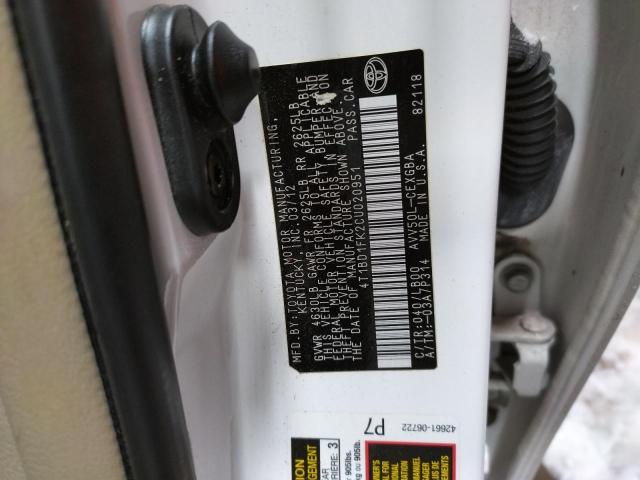 MFD.BY:TOYOTA MOTOR MANUFACTURING,
KENTUCKY,INC. 03/12
GVWR 4630LB GAWR FR 2625LB RR 2625LB
THIS VEHICLE CONFORMS TO ALL APPLICABLE
FEDERAL MOTOR VEHICLE SAFETY, BUMPER,AND
THEFT PREVENTION STANDARDS IN EFFECT ON
THE DATE OF MANUFACTURE SHOWN ABOVE.
4T1BD1FK2CU020951 PASS.CAR
C/TR:040/LB00 AVV50L-CEXGBA
A/TM:-03A/P314 MADE IN U.S.A.
82118
42661-06722
P7